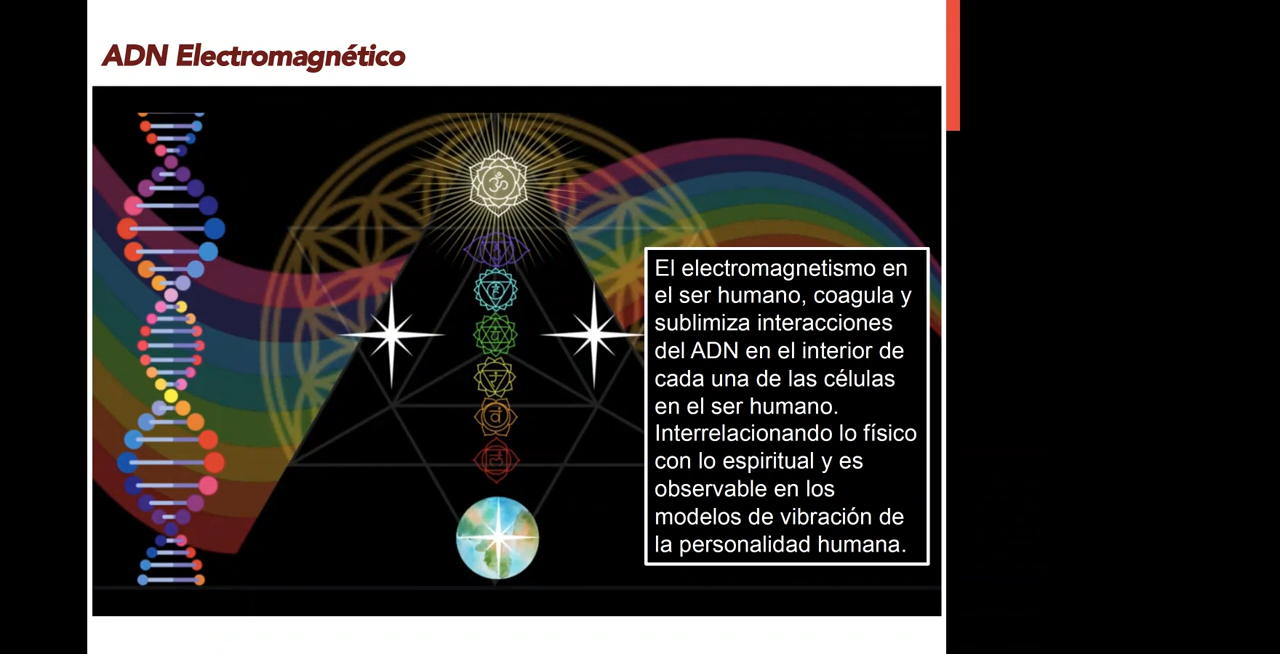 ADN Electromagnético
ॐ
El electromagnetismo en
el ser humano, coagula y
sublimiza interacciones
del ADN en el interior de
cada una de las células
en el ser humano.
Interrelacionando lo físico
con lo espiritual y es
observable en los
modelos de vibración de
la personalidad humana.